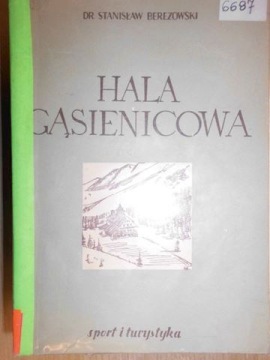 6687
DR STANISŁAW BEREZOWSKI
HALA
GĄSIENICOWA
sport i turystyka